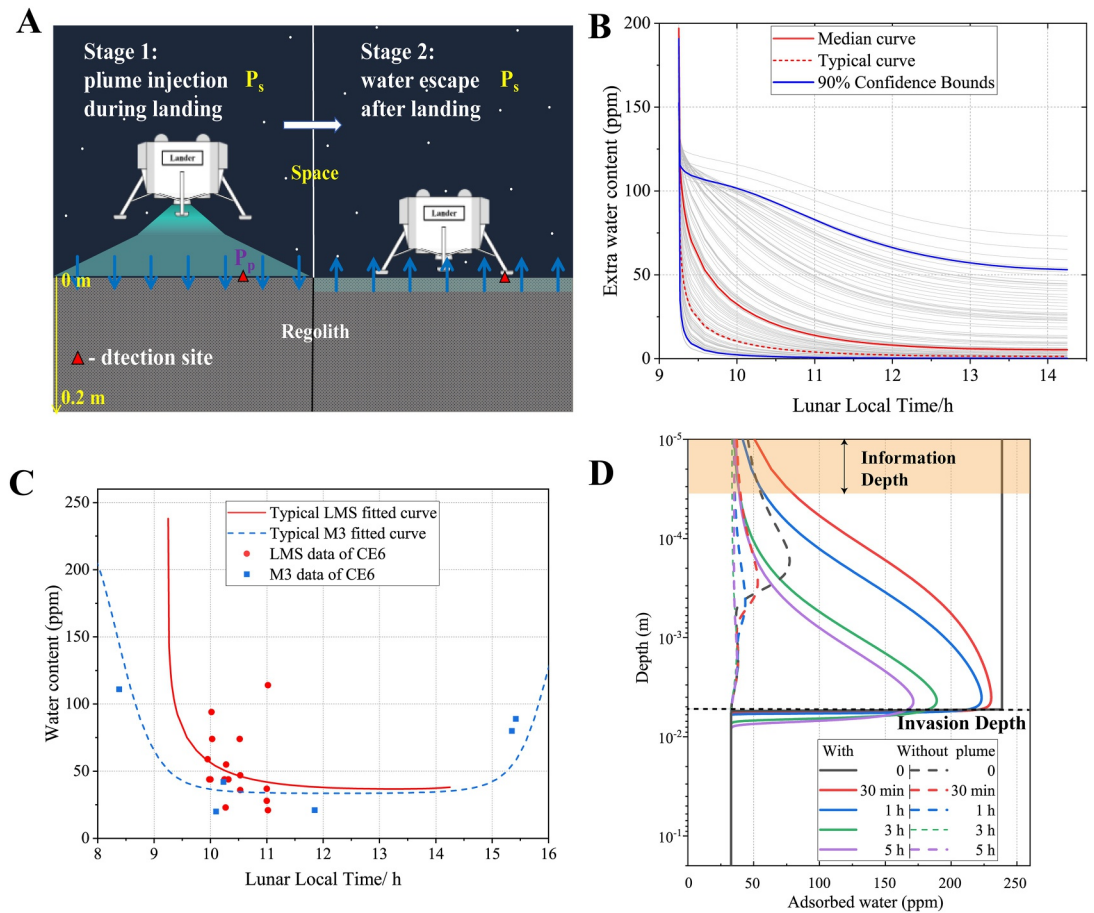 A
Stage 1:
plume injection
during landing
P_s
Stage 2:
water escape
after landing
P_s
Lander
Space
Lander
P_p
0 m
Regolith
- dtection site
0.2 m
B
Extra water content (ppm)
200
150
100
50
0
Median curve
Typical curve
90% Confidence Bounds
9 10 11 12 13 14
Lunar Local Time/h
C
Water content (ppm)
250
200
150
100
50
0
Typical LMS fitted curve
Typical M3 fitted curve
LMS data of CE6
M3 data of CE6
8 9 10 11 12 13 14 15 16
Lunar Local Time/ h
D
Depth (m)
10^-5
10^-4
10^-3
10^-2
10^-1
Information
Depth
Invasion Depth
With Without plume
0 0
30 min 30 min
1 h 1 h
3 h 3 h
5 h 5 h
0 50 100 150 200 250
Adsorbed water (ppm)